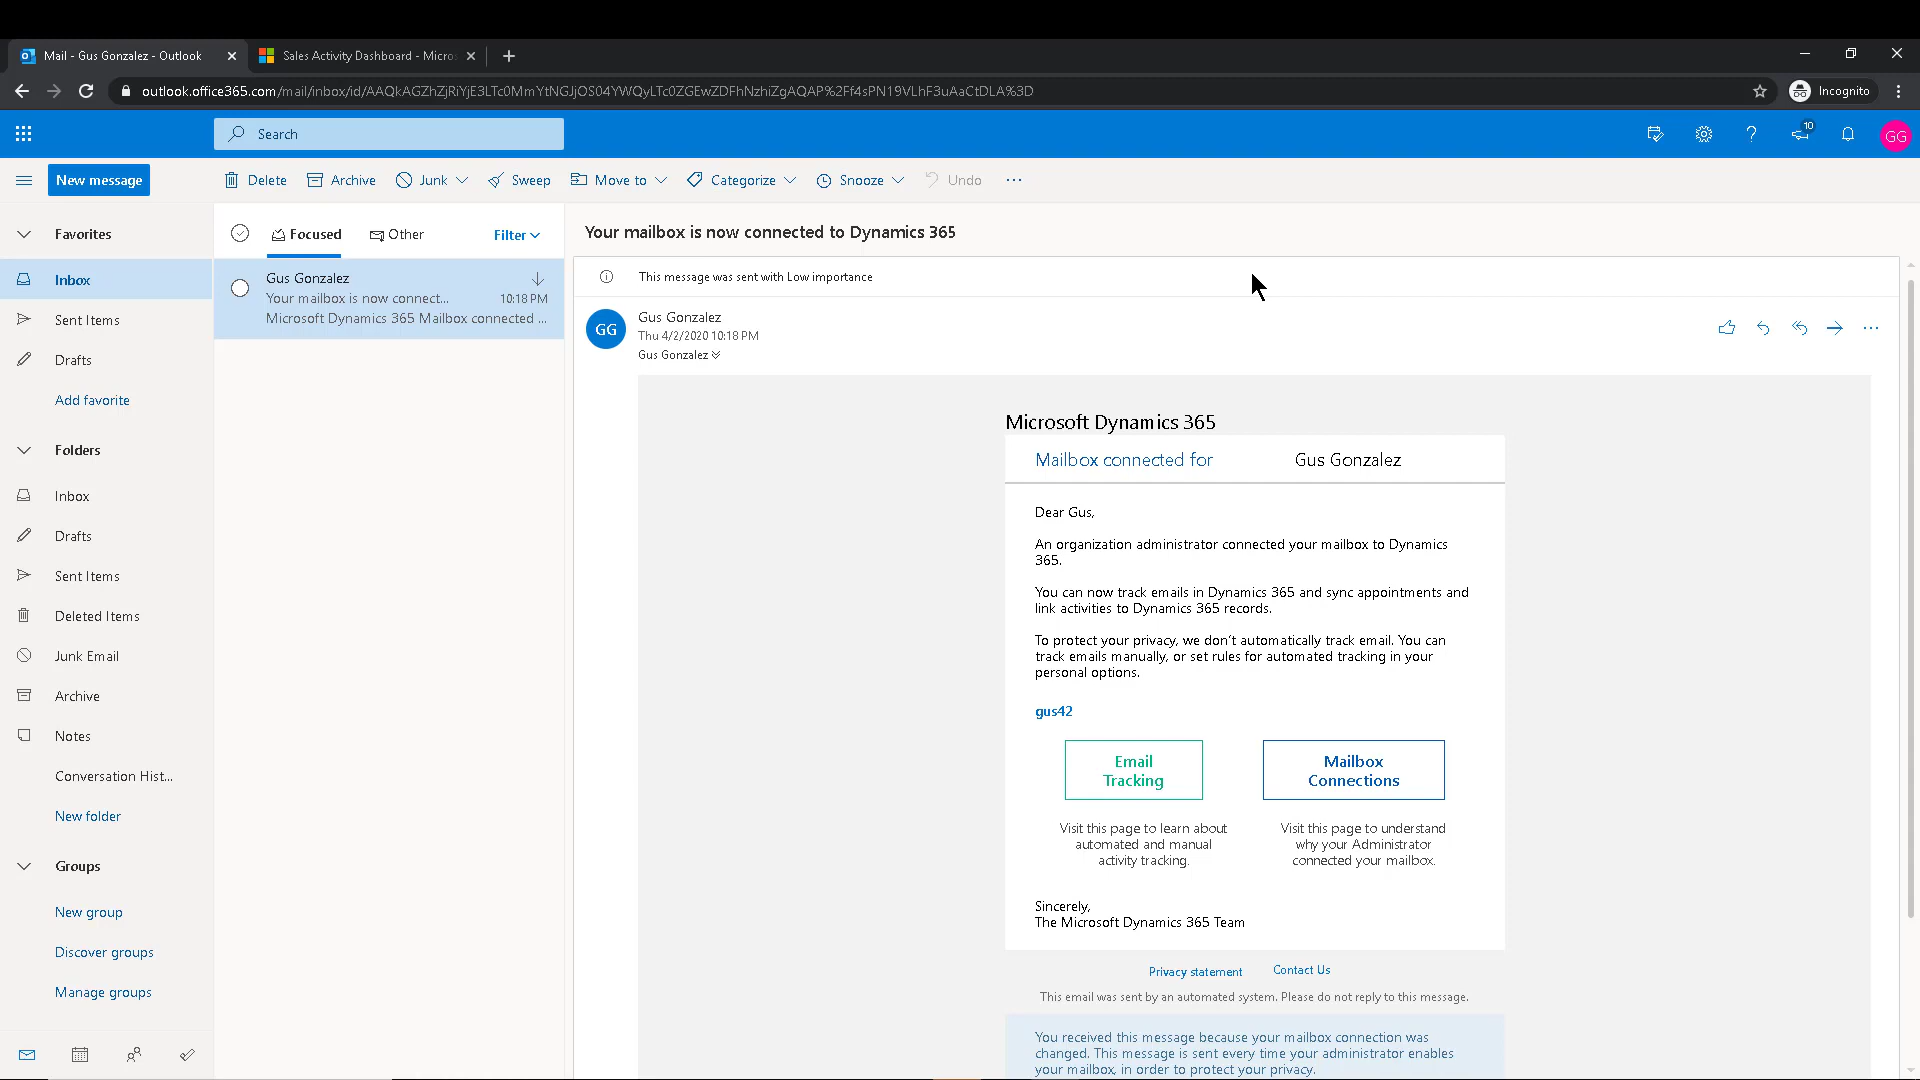 Mail - Gus Gonzalez - Outlook
Sales Activity Dashboard - Micros
outlook.office365.com/mail/inbox/id/AAQkAGZhZjRiYjE3LTc0MmYtNGJjOS04YWQyLTc0ZGEwZDFhNzhiZgAQAP%2Ff4sPN19VLhF3uAaCtDLA%3D
Incognito
Search
10
GG
New message
Delete
Archive
Junk
Sweep
Move to
Categorize
Snooze
Undo
Favorites
Inbox
Sent Items
Drafts
Add favorite
Folders
Inbox
Drafts
Sent Items
Deleted Items
Junk Email
Archive
Notes
Conversation Hist...
New folder
Groups
New group
Discover groups
Manage groups
Focused
Other
Filter
Gus Gonzalez
Your mailbox is now connect...
10:18 PM
Microsoft Dynamics 365 Mailbox connected ...
Your mailbox is now connected to Dynamics 365
This message was sent with Low importance
GG
Gus Gonzalez
Thu 4/2/2020 10:18 PM
Gus Gonzalez
Microsoft Dynamics 365
Mailbox connected for
Gus Gonzalez
Dear Gus,
An organization administrator connected your mailbox to Dynamics
365.
You can now track emails in Dynamics 365 and sync appointments and
link activities to Dynamics 365 records.
To protect your privacy, we don't automatically track email. You can
track emails manually, or set rules for automated tracking in your
personal options.
gus42
Email
Tracking
Mailbox
Connections
Visit this page to learn about
automated and manual
activity tracking.
Visit this page to understand
why your Administrator
connected your mailbox.
Sincerely,
The Microsoft Dynamics 365 Team
Privacy statement
Contact Us
This email was sent by an automated system. Please do not reply to this message.
You received this message because your mailbox connection was
changed. This message is sent every time your administrator enables
your mailbox, in order to protect your privacy.